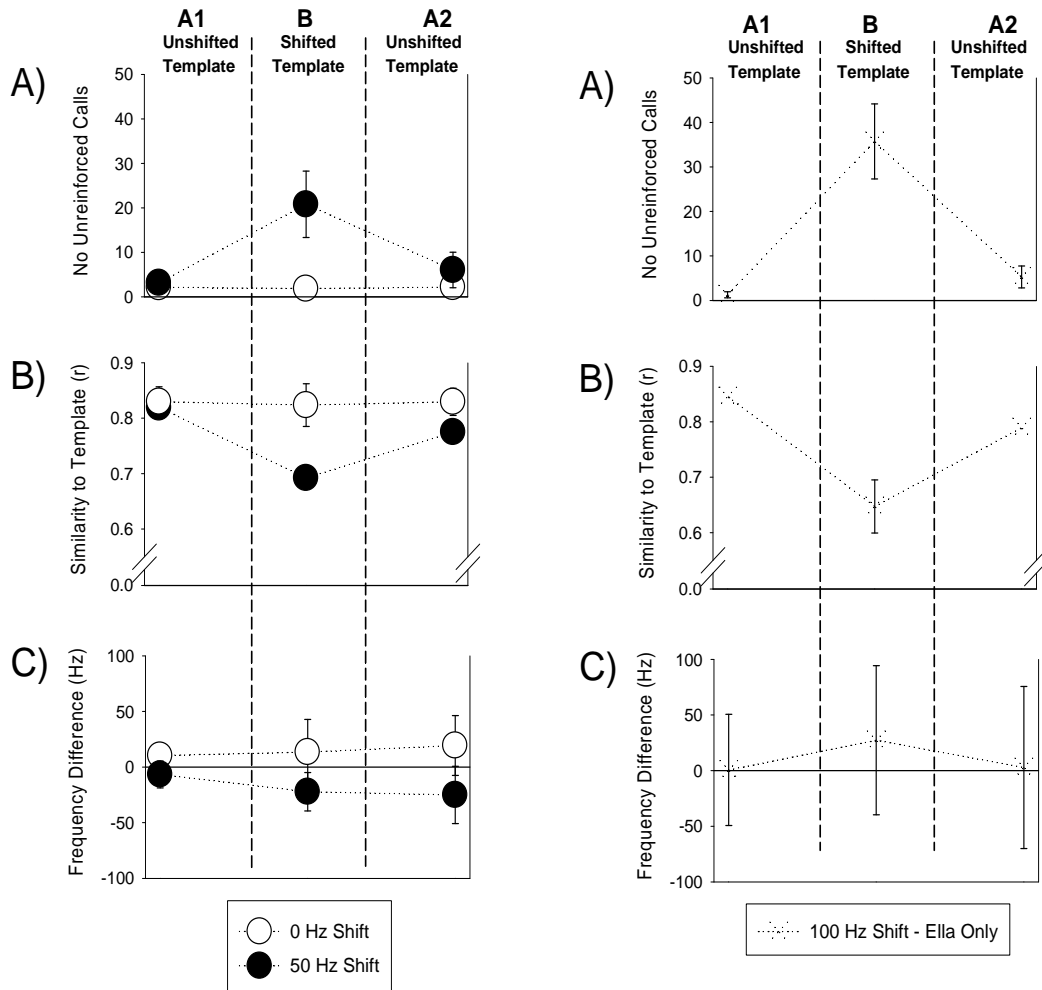 A1 B A2
Unshifted Shifted Unshifted
Template Template Template
A)
No Unreinforced Calls
50
40
30
20
10
0
B)
Similarity to Template (r)
0.9
0.8
0.7
0.6
0.0
C)
Frequency Difference (Hz)
100
50
0
-50
-100
0 Hz Shift
50 Hz Shift
A1 B A2
Unshifted Shifted Unshifted
Template Template Template
A)
No Unreinforced Calls
50
40
30
20
10
0
B)
Similarity to Template (r)
0.9
0.8
0.7
0.6
0.0
C)
Frequency Difference (Hz)
100
50
0
-50
-100
100 Hz Shift - Ella Only